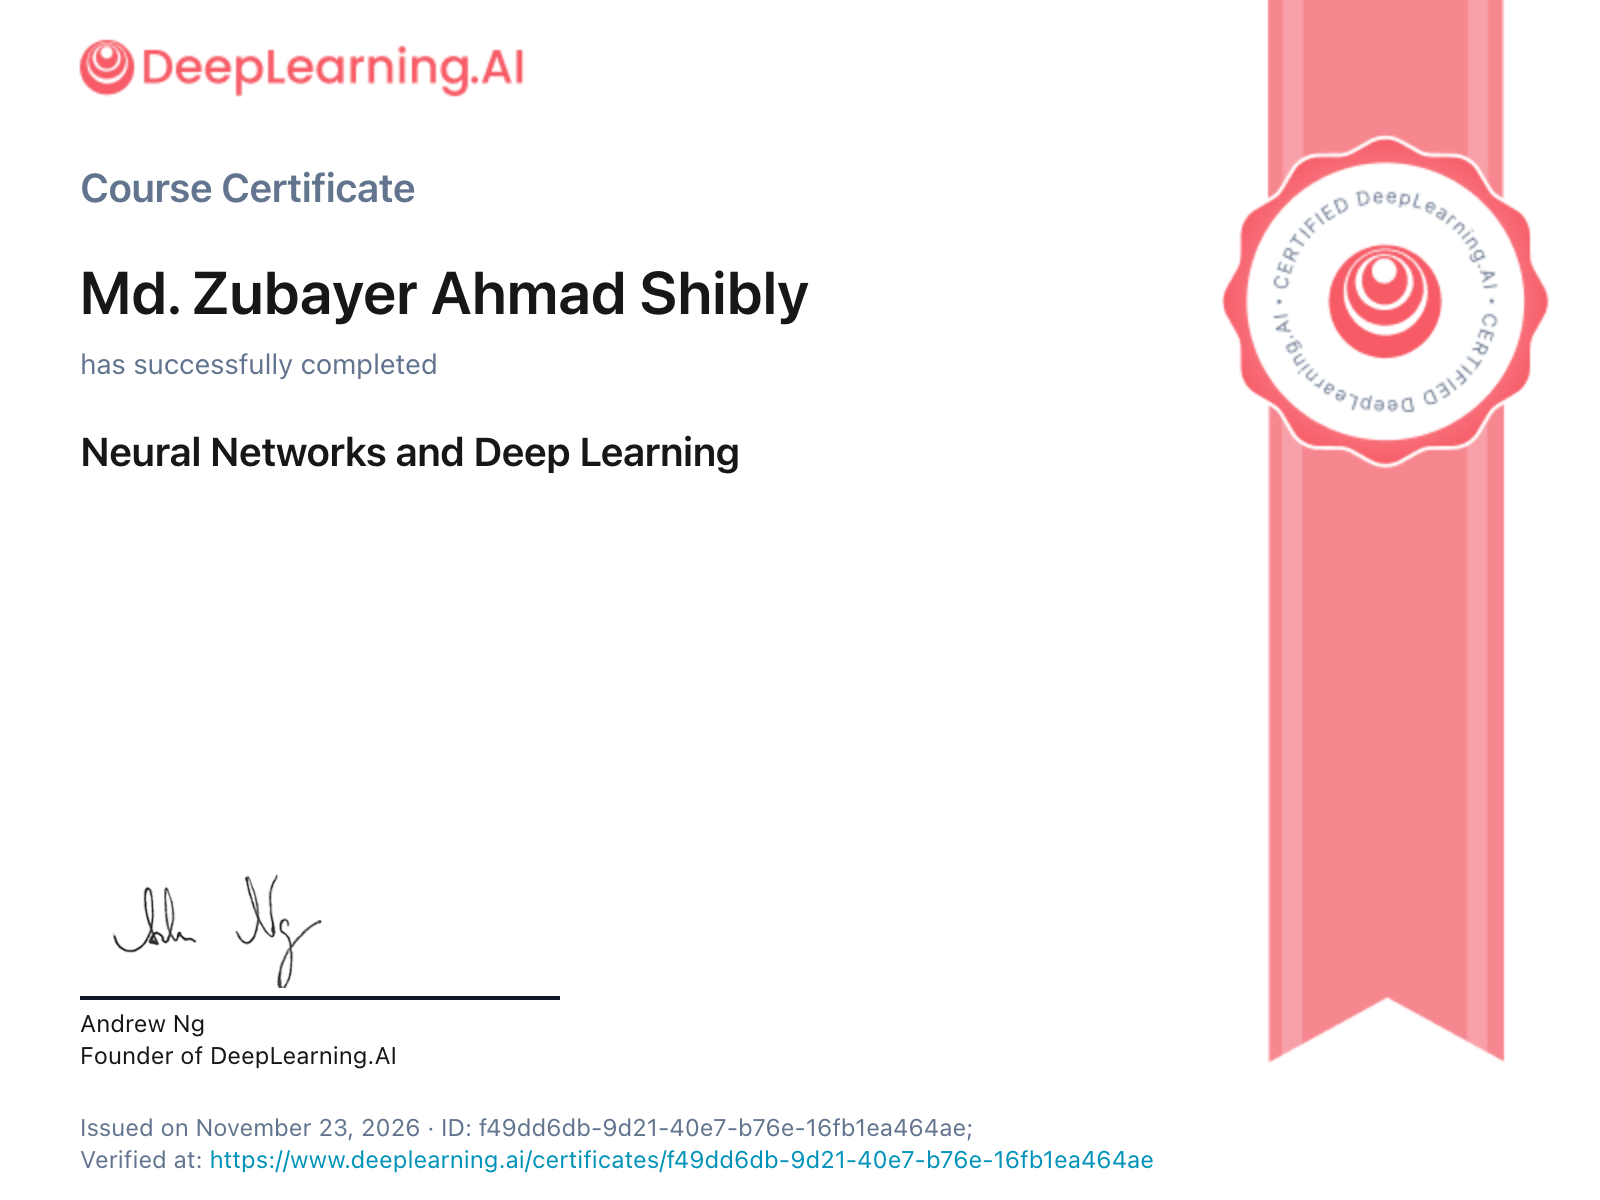 DeepLearning.AI
Course Certificate
Md. Zubayer Ahmad Shibly
has successfully completed
Neural Networks and Deep Learning
CERTIFIED DeepLearning.AI • CERTIFIED DeepLearning.AI •
Andrew Ng
Founder of DeepLearning.AI
Issued on November 23, 2026 · ID: f49dd6db-9d21-40e7-b76e-16fb1ea464ae;
Verified at: https://www.deeplearning.ai/certificates/f49dd6db-9d21-40e7-b76e-16fb1ea464ae